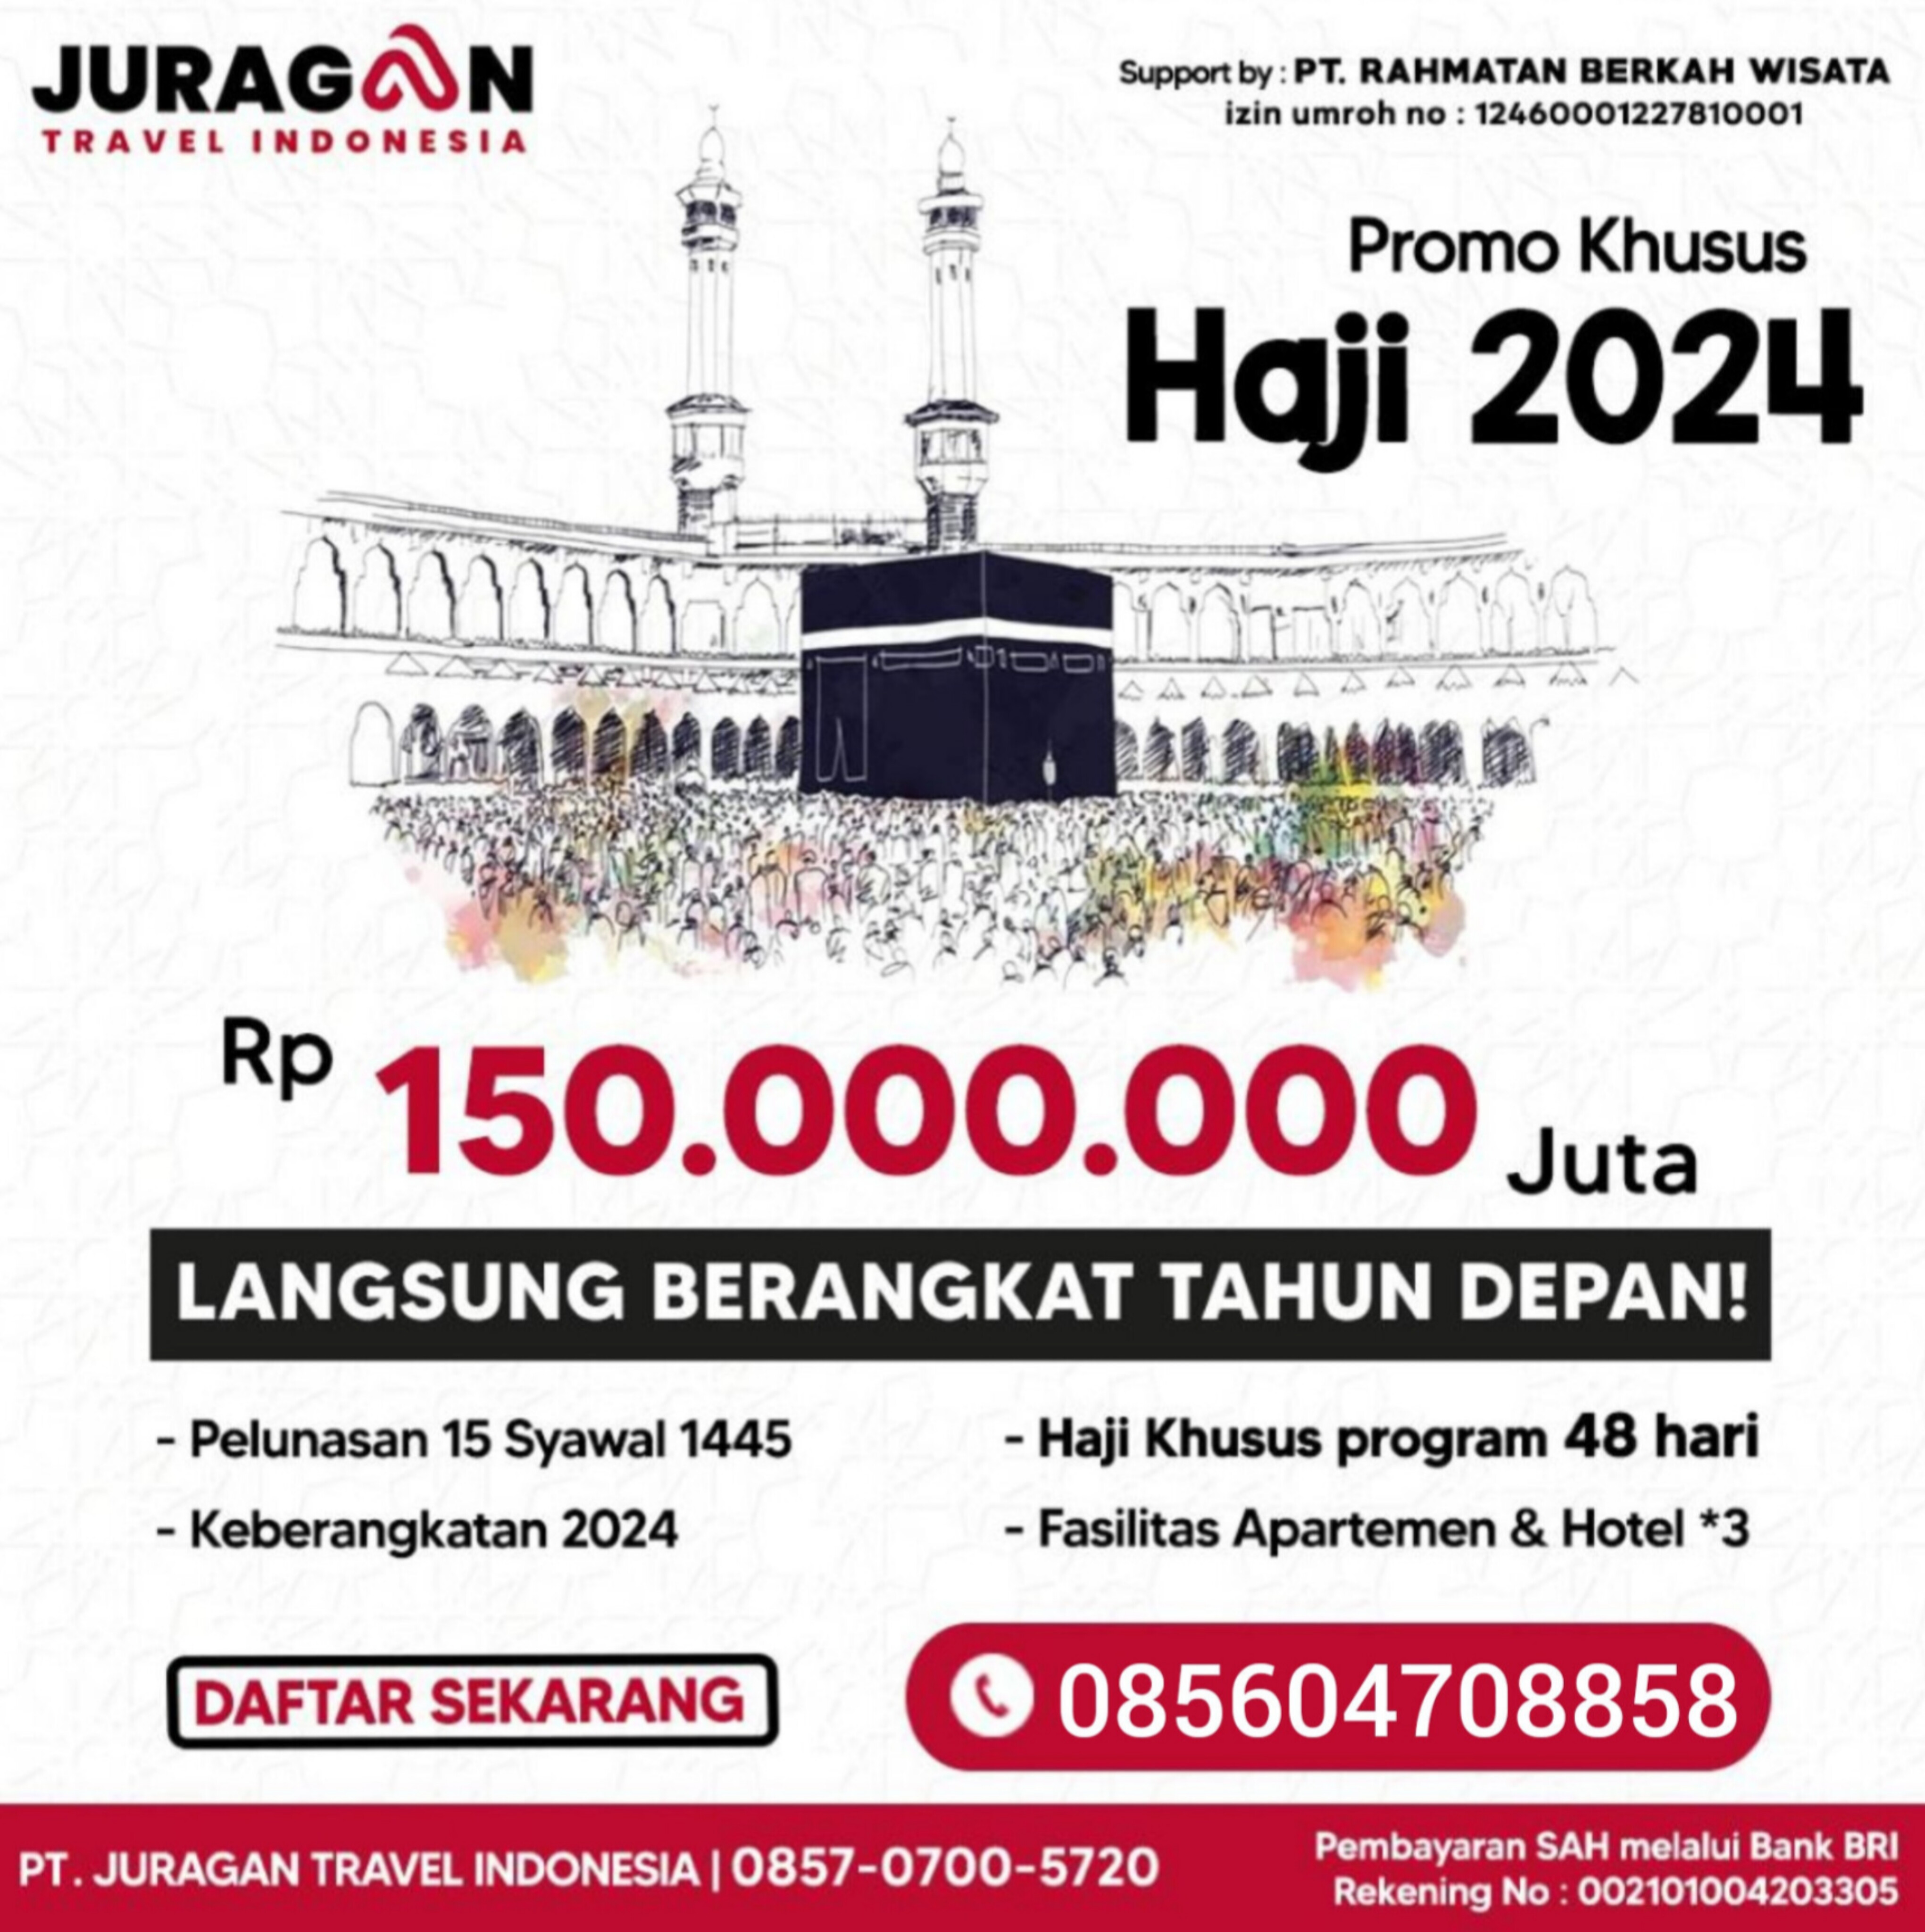 JURAGAN
TRAVEL INDONESIA
Support by : PT. RAHMATAN BERKAH WISATA
izin umroh no : 12460001227810001
Promo Khusus
Haji 2024
Rp 150.000.000 Juta
LANGSUNG BERANGKAT TAHUN DEPAN!
- Pelunasan 15 Syawal 1445
- Keberangkatan 2024
- Haji Khusus program 48 hari
- Fasilitas Apartemen & Hotel *3
DAFTAR SEKARANG
085604708858
PT. JURAGAN TRAVEL INDONESIA | 0857-0700-5720
Pembayaran SAH melalui Bank BRI
Rekening No : 002101004203305